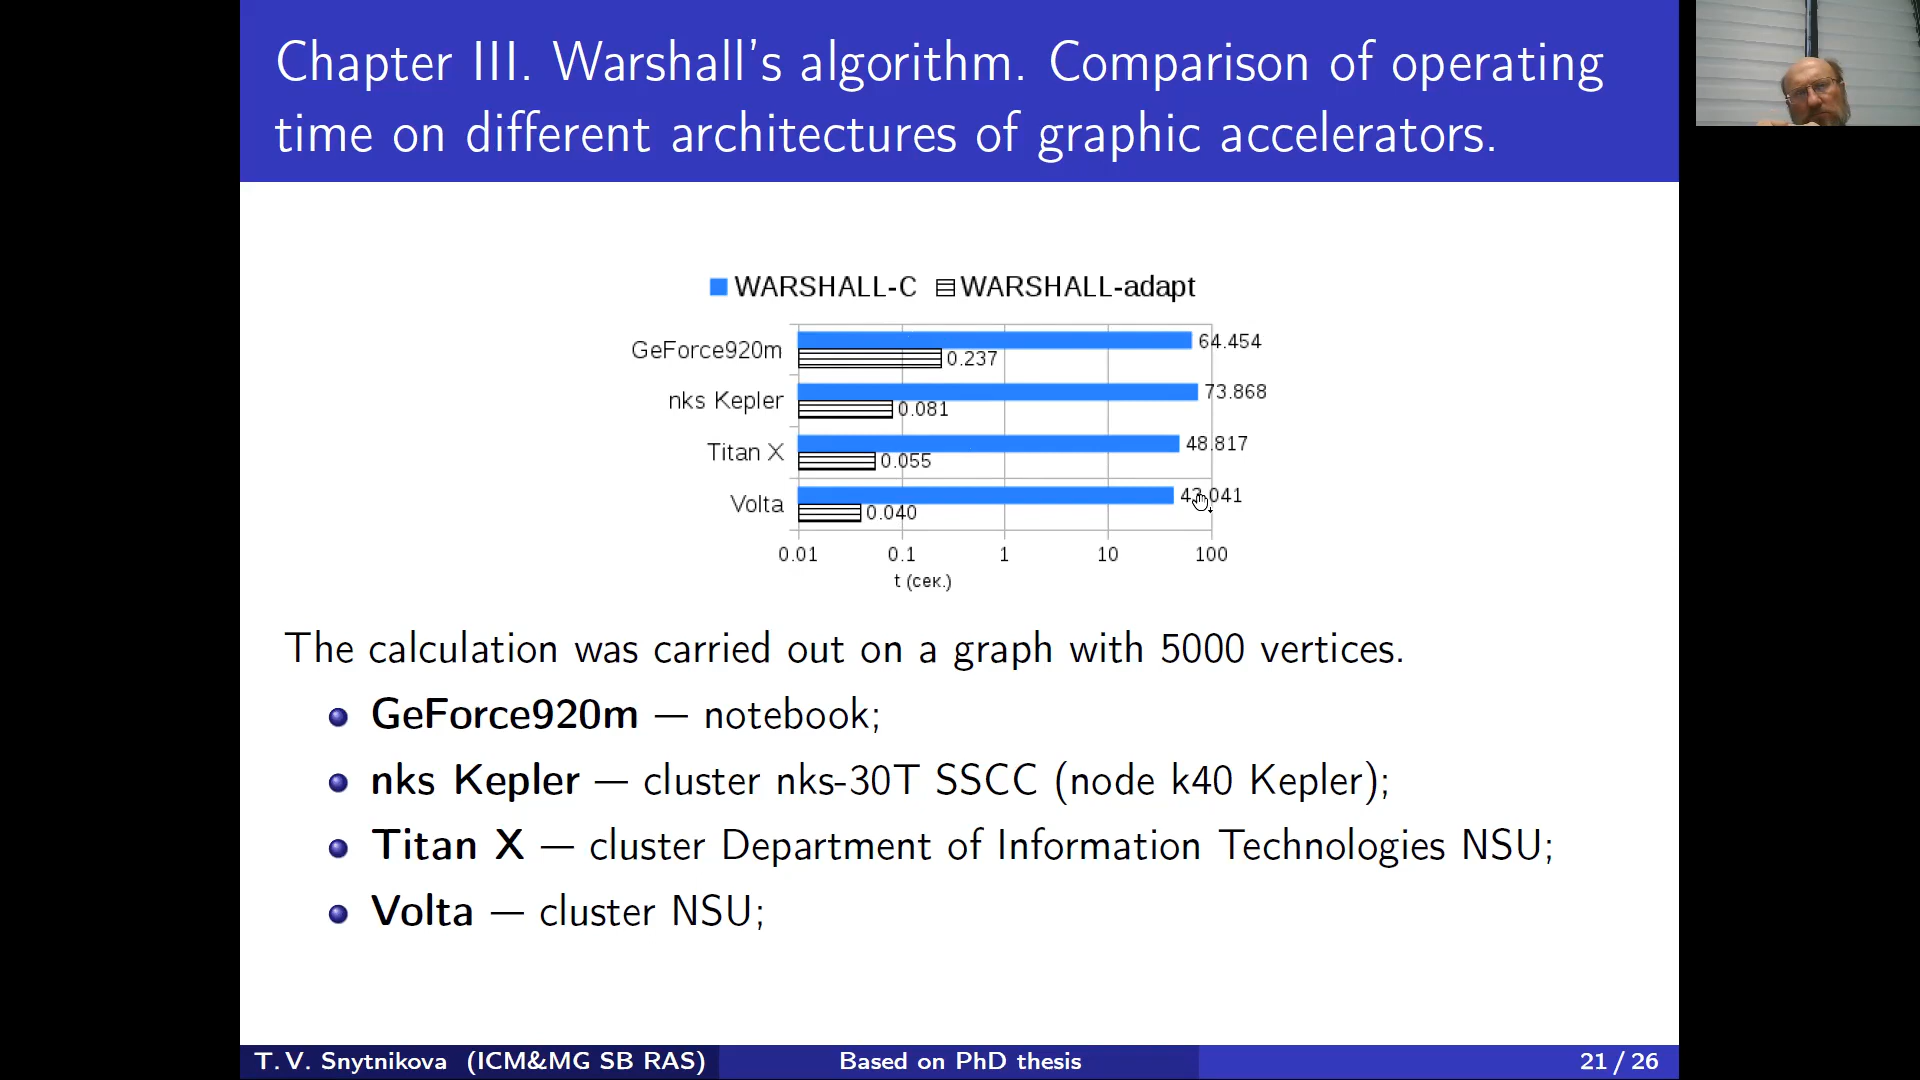 Chapter III. Warshall's algorithm. Comparison of operating
time on different architectures of graphic accelerators.
WARSHALL-C WARSHALL-adapt
GeForce920m 64.454
0.237
nks Kepler 73.868
0.081
Titan X 48.817
0.055
Volta
0.040
0.01 0.1 1 10 100
t (сек.)
The calculation was carried out on a graph with 5000 vertices.
GeForce920m — notebook;
nks Kepler — cluster nks-30T SSCC (node k40 Kepler);
Titan X — cluster Department of Information Technologies NSU;
Volta — cluster NSU;
T. V. Snytnikova (ICM&MG SB RAS) Based on PhD thesis 21 / 26